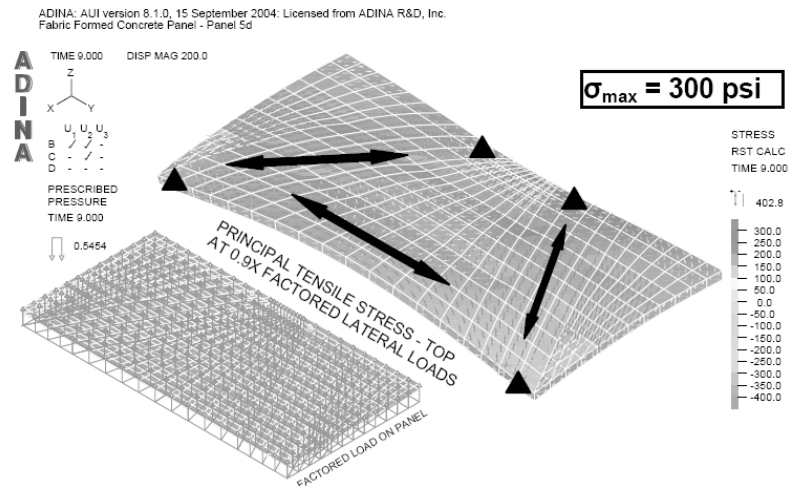 ADINA: AUI version 8.1.0, 15 September 2004: Licensed from ADINA R&D, Inc.
Fabric Formed Concrete Panel - Panel 5d
ADINA
TIME 9.000 DISP MAG 200.0
Z
X Y
U1 U2 U3
B / / -
C - / -
D - - -
PRESCRIBED
PRESSURE
TIME 9.000
0.5454
σmax = 300 psi
STRESS
RST CALC
TIME 9.000
402.8
300.0
250.0
200.0
150.0
100.0
50.0
0.0
-50.0
-100.0
-150.0
-200.0
-250.0
-300.0
-350.0
-400.0
PRINCIPAL TENSILE STRESS - TOP
AT 0.9X FACTORED LATERAL LOADS
FACTORED LOAD ON PANEL